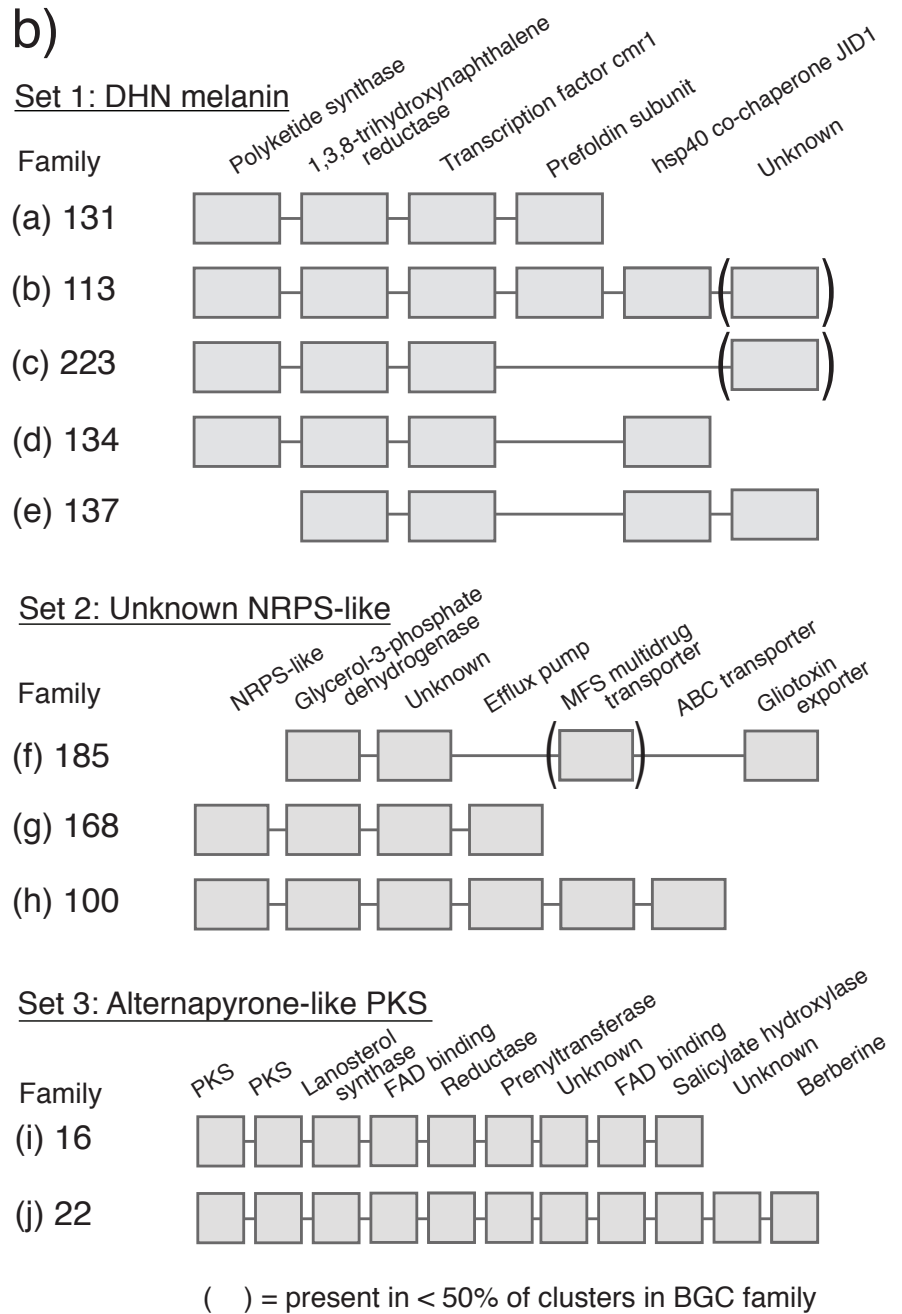 b)
Set 1: DHN melanin
Family
Polyketide synthase
1,3,8-trihydroxynaphthalene
reductase
Transcription factor cmr1
Prefoldin subunit
hsp40 co-chaperone JID1
Unknown
(a) 131
(b) 113
( )
(c) 223
( )
(d) 134
(e) 137
Set 2: Unknown NRPS-like
Family
NRPS-like
Glycerol-3-phosphate
dehydrogenase
Unknown
Efflux pump
MFS multidrug
transporter
ABC transporter
Gliotoxin
exporter
(f) 185
( )
(g) 168
(h) 100
Set 3: Alternapyrone-like PKS
Family
PKS
PKS
Lanosterol
synthase
FAD binding
Reductase
Prenyltransferase
Unknown
FAD binding
Salicylate hydroxylase
Unknown
Berberine
(i) 16
(j) 22
( ) = present in < 50% of clusters in BGC family